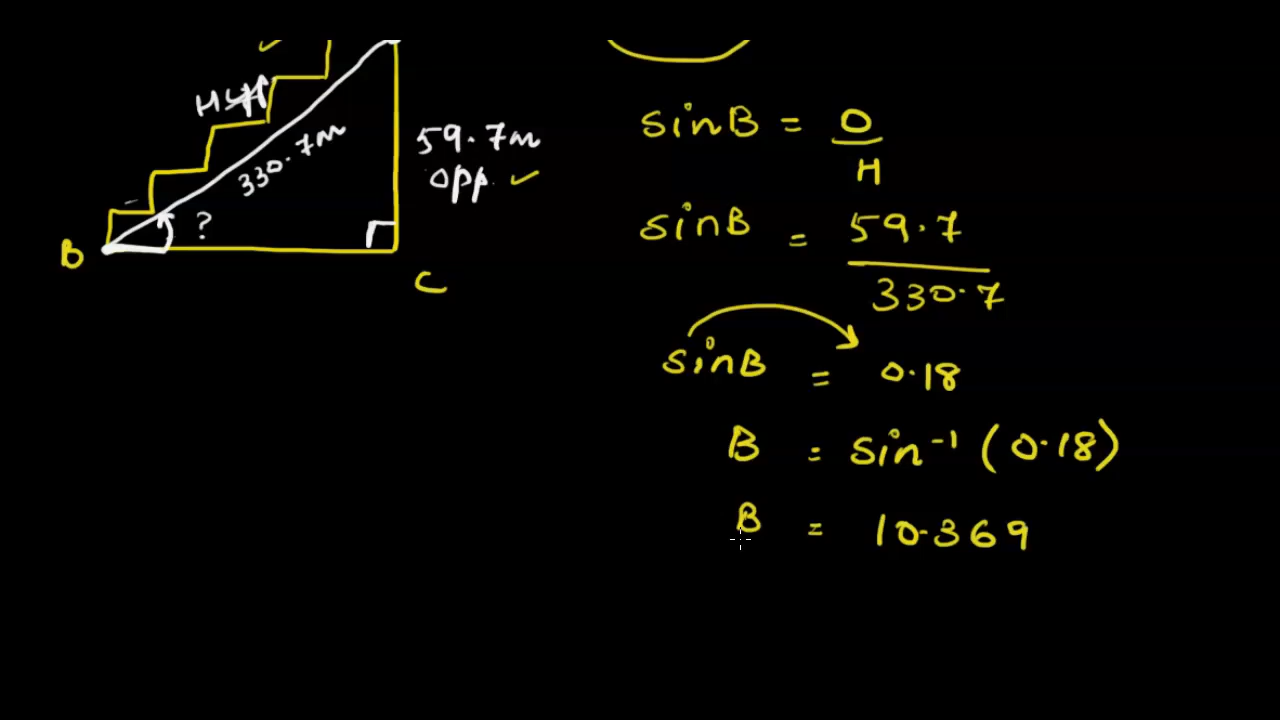 Hyp
330.7m
59.7m
opp.
?
B
C
sinB = O
H
sinB = 59.7
330.7
sinB = 0.18
B = sin-1 (0.18)
B = 10.369